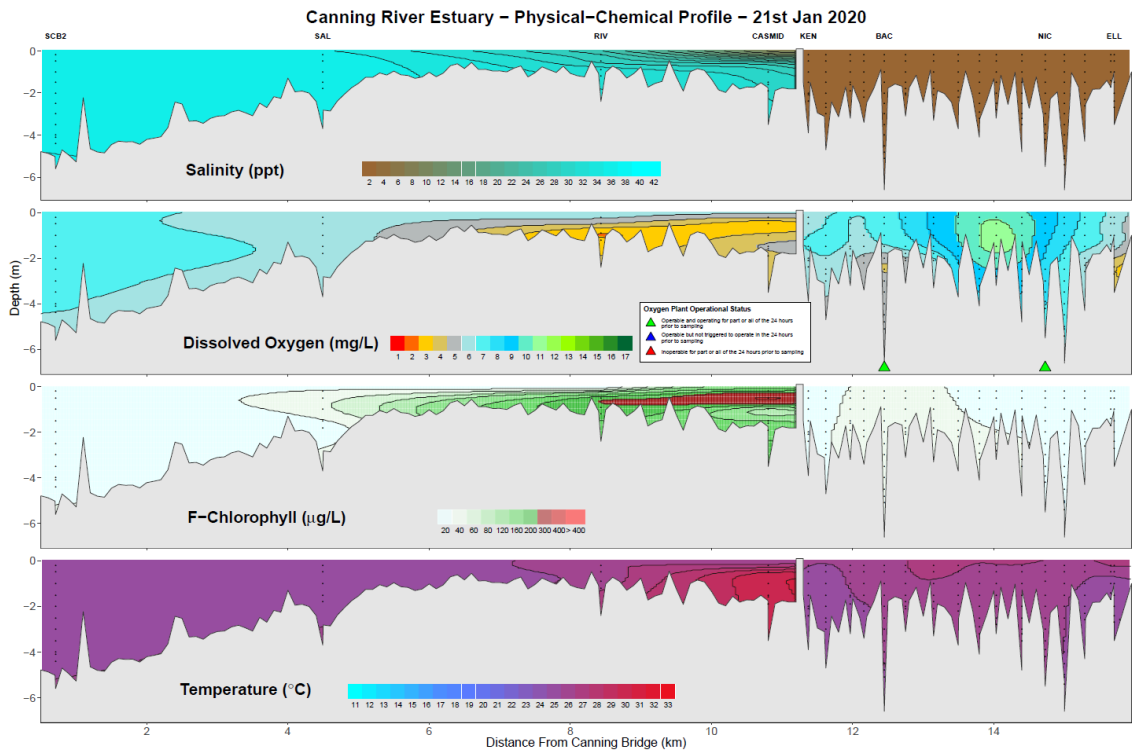 Canning River Estuary − Physical−Chemical Profile − 21st Jan 2020
SCB2 SAL RIV CASMID KEN BAC NIC ELL
0
−2
−4
−6
Salinity (ppt)
2 4 6 8 10 12 14 16 18 20 22 24 26 28 30 32 34 36 38 40 42
0
−2
−4
−6
Depth (m)
Dissolved Oxygen (mg/L)
1 2 3 4 5 6 7 8 9 10 11 12 13 14 15 16 17
Oxygen Plant Operational Status
Operable and operating for part or all of the 24 hours
prior to sampling
Operable but not triggered to operate in the 24 hours
prior to sampling
Inoperable for part or all of the 24 hours prior to sampling
0
−2
−4
−6
F−Chlorophyll (µg/L)
20 40 60 80 120 160 200 300 400 > 400
0
−2
−4
−6
Temperature (°C)
11 12 13 14 15 16 17 18 19 20 21 22 23 24 25 26 27 28 29 30 31 32 33
2 4 6 8 10 12 14
Distance From Canning Bridge (km)